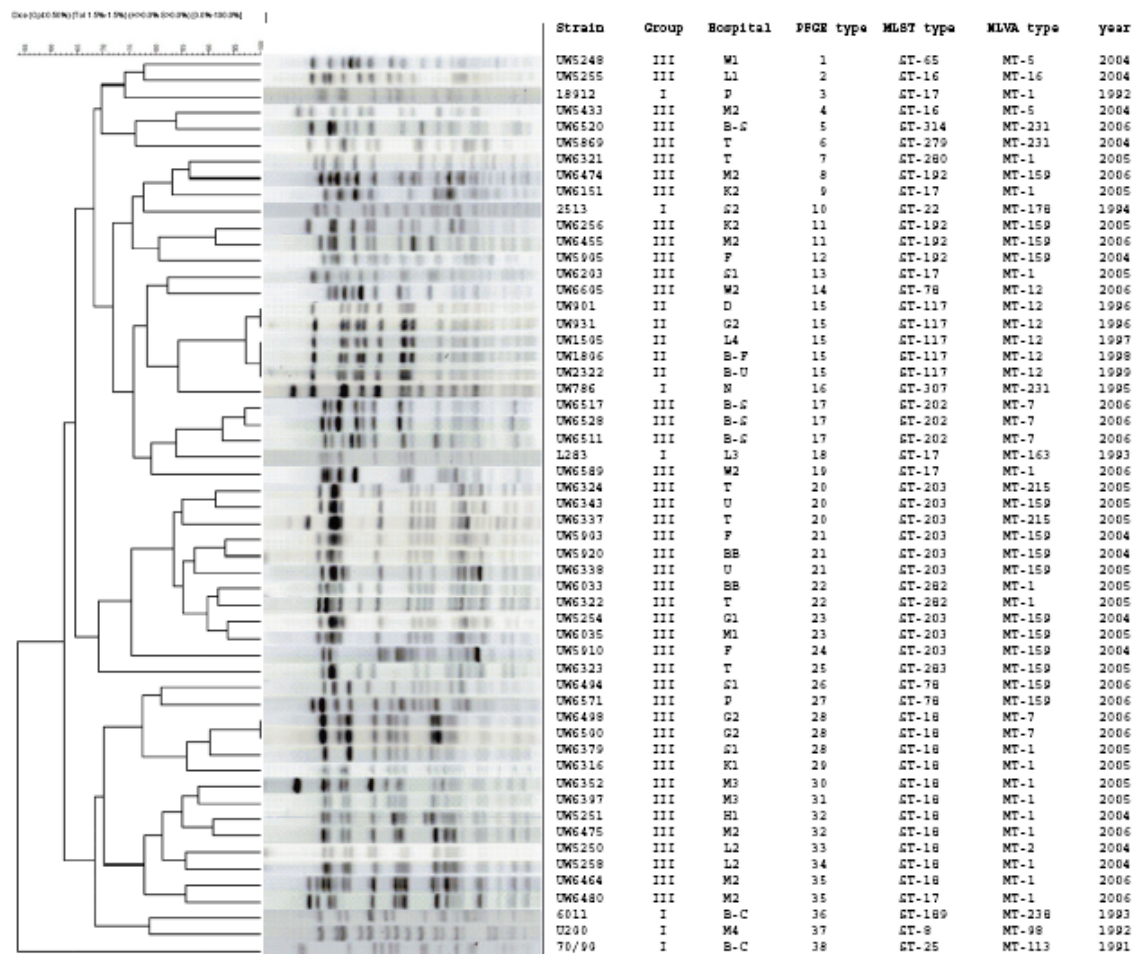 Dice (Opt:0.50%) (Tol 1.5%-1.5%) (H>0.0% S>0.0%) [0.0%-100.0%]
Strain Group Hospital PFGE type MLST type MLVA type year
UW5248 III W1 1 ST-65 MT-5 2004
UW5255 III L1 2 ST-16 MT-16 2004
18912 I P 3 ST-17 MT-1 1992
UW5433 III M2 4 ST-16 MT-5 2004
UW6520 III B-S 5 ST-314 MT-231 2006
UW5869 III T 6 ST-279 MT-231 2004
UW6321 III T 7 ST-280 MT-1 2005
UW6474 III M2 8 ST-192 MT-159 2006
UW6151 III K2 9 ST-17 MT-1 2005
2513 I S2 10 ST-22 MT-178 1994
UW6256 III K2 11 ST-192 MT-159 2005
UW6455 III M2 11 ST-192 MT-159 2006
UW5905 III F 12 ST-192 MT-159 2004
UW6203 III S1 13 ST-17 MT-1 2005
UW6605 III W2 14 ST-78 MT-12 2006
UW901 II D 15 ST-117 MT-12 1996
UW931 II G2 15 ST-117 MT-12 1996
UW1505 II L4 15 ST-117 MT-12 1997
UW1806 II B-F 15 ST-117 MT-12 1998
UW2322 II B-U 15 ST-117 MT-12 1999
UW786 I N 16 ST-307 MT-231 1995
UW6517 III B-S 17 ST-202 MT-7 2006
UW6528 III B-S 17 ST-202 MT-7 2006
UW6511 III B-S 17 ST-202 MT-7 2006
L283 I L3 18 ST-17 MT-163 1993
UW6589 III W2 19 ST-17 MT-1 2006
UW6324 III T 20 ST-203 MT-215 2005
UW6343 III U 20 ST-203 MT-159 2005
UW6337 III T 20 ST-203 MT-215 2005
UW5903 III F 21 ST-203 MT-159 2004
UW5920 III BB 21 ST-203 MT-159 2004
UW6338 III U 21 ST-203 MT-159 2005
UW6033 III BB 22 ST-282 MT-1 2005
UW6322 III T 22 ST-282 MT-1 2005
UW5254 III G1 23 ST-203 MT-159 2004
UW6035 III M1 23 ST-203 MT-159 2005
UW5910 III F 24 ST-203 MT-159 2004
UW6323 III T 25 ST-283 MT-159 2005
UW6494 III S1 26 ST-78 MT-159 2006
UW6571 III P 27 ST-78 MT-159 2006
UW6498 III G2 28 ST-18 MT-7 2006
UW6500 III G2 28 ST-18 MT-7 2006
UW6379 III S1 28 ST-18 MT-1 2005
UW6316 III K1 29 ST-18 MT-1 2005
UW6352 III M3 30 ST-18 MT-1 2005
UW6397 III M3 31 ST-18 MT-1 2005
UW5251 III H1 32 ST-18 MT-1 2004
UW6475 III M2 32 ST-18 MT-1 2006
UW5250 III L2 33 ST-18 MT-2 2004
UW5258 III L2 34 ST-18 MT-1 2004
UW6464 III M2 35 ST-18 MT-1 2006
UW6480 III M2 35 ST-17 MT-1 2006
6011 I B-C 36 ST-189 MT-238 1993
U200 I M4 37 ST-8 MT-98 1992
70/90 I B-C 38 ST-25 MT-113 1991